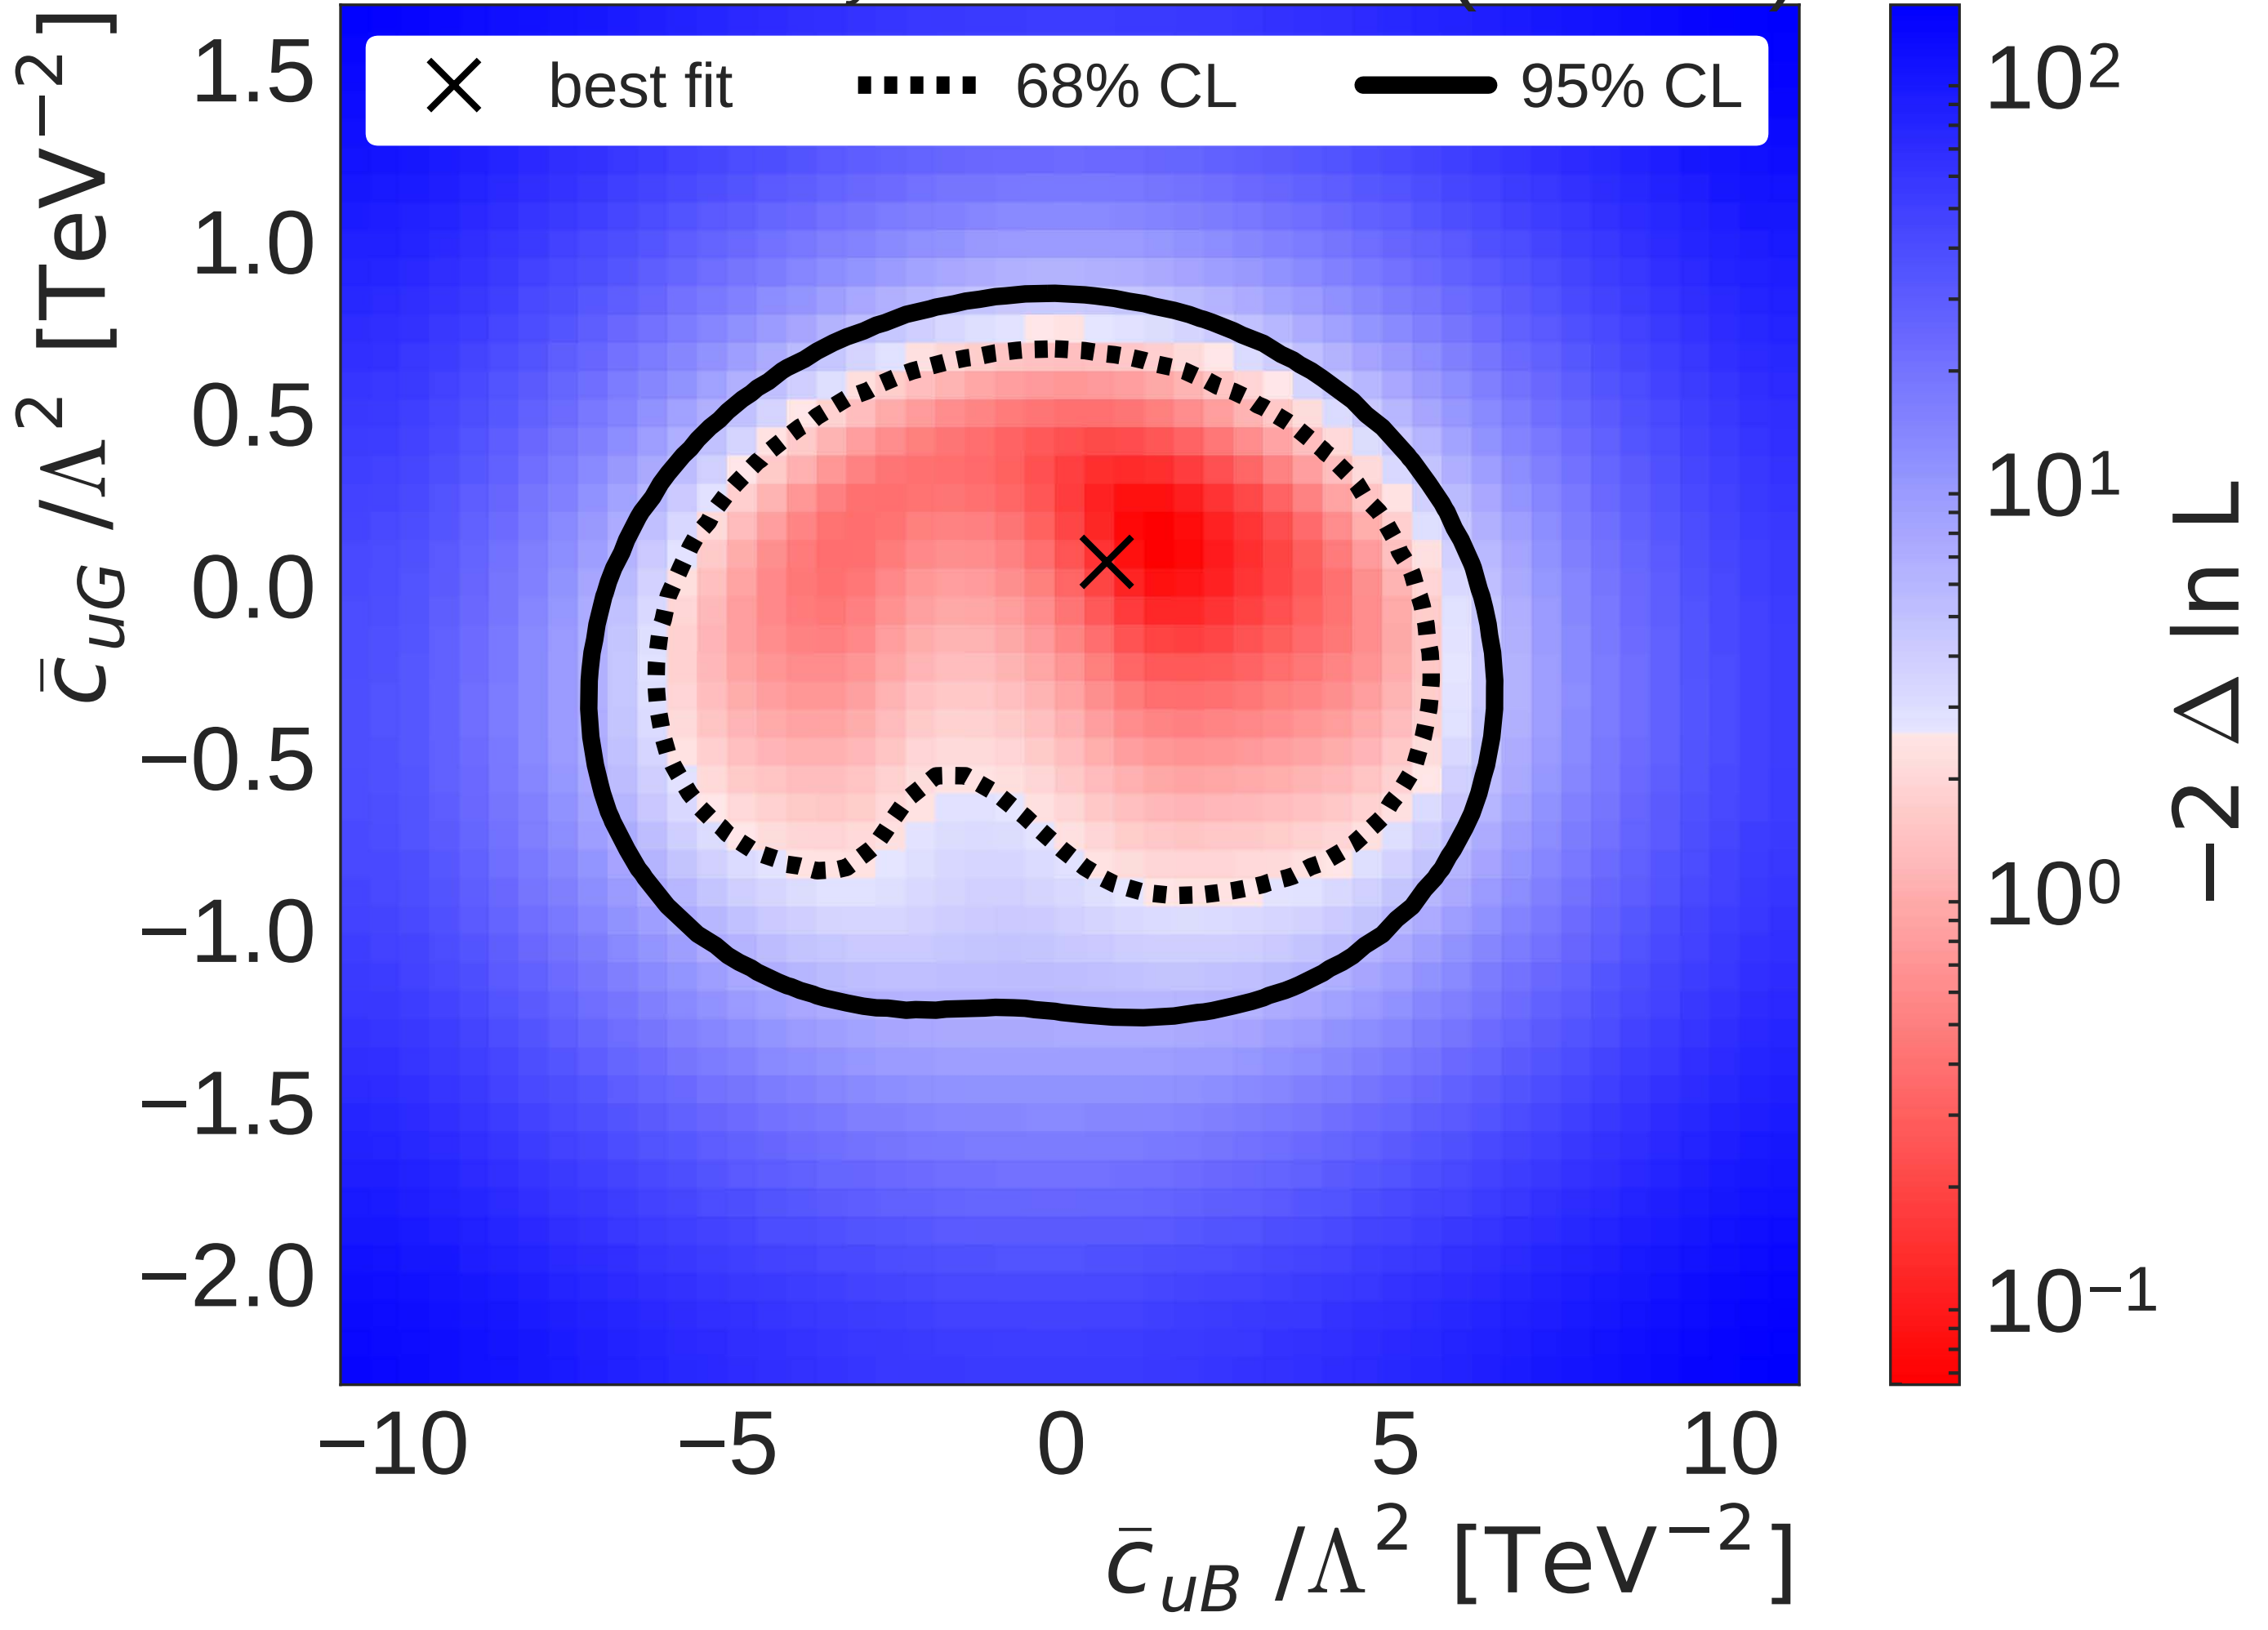 best fit 68% CL 95% CL
1.5
1.0
0.5
0.0
−0.5
−1.0
−1.5
−2.0
c̄uG /Λ² [TeV⁻²]
−10 −5 0 5 10
c̄uB /Λ² [TeV⁻²]
10²
10¹
10⁰
10⁻¹
−2 Δ ln L